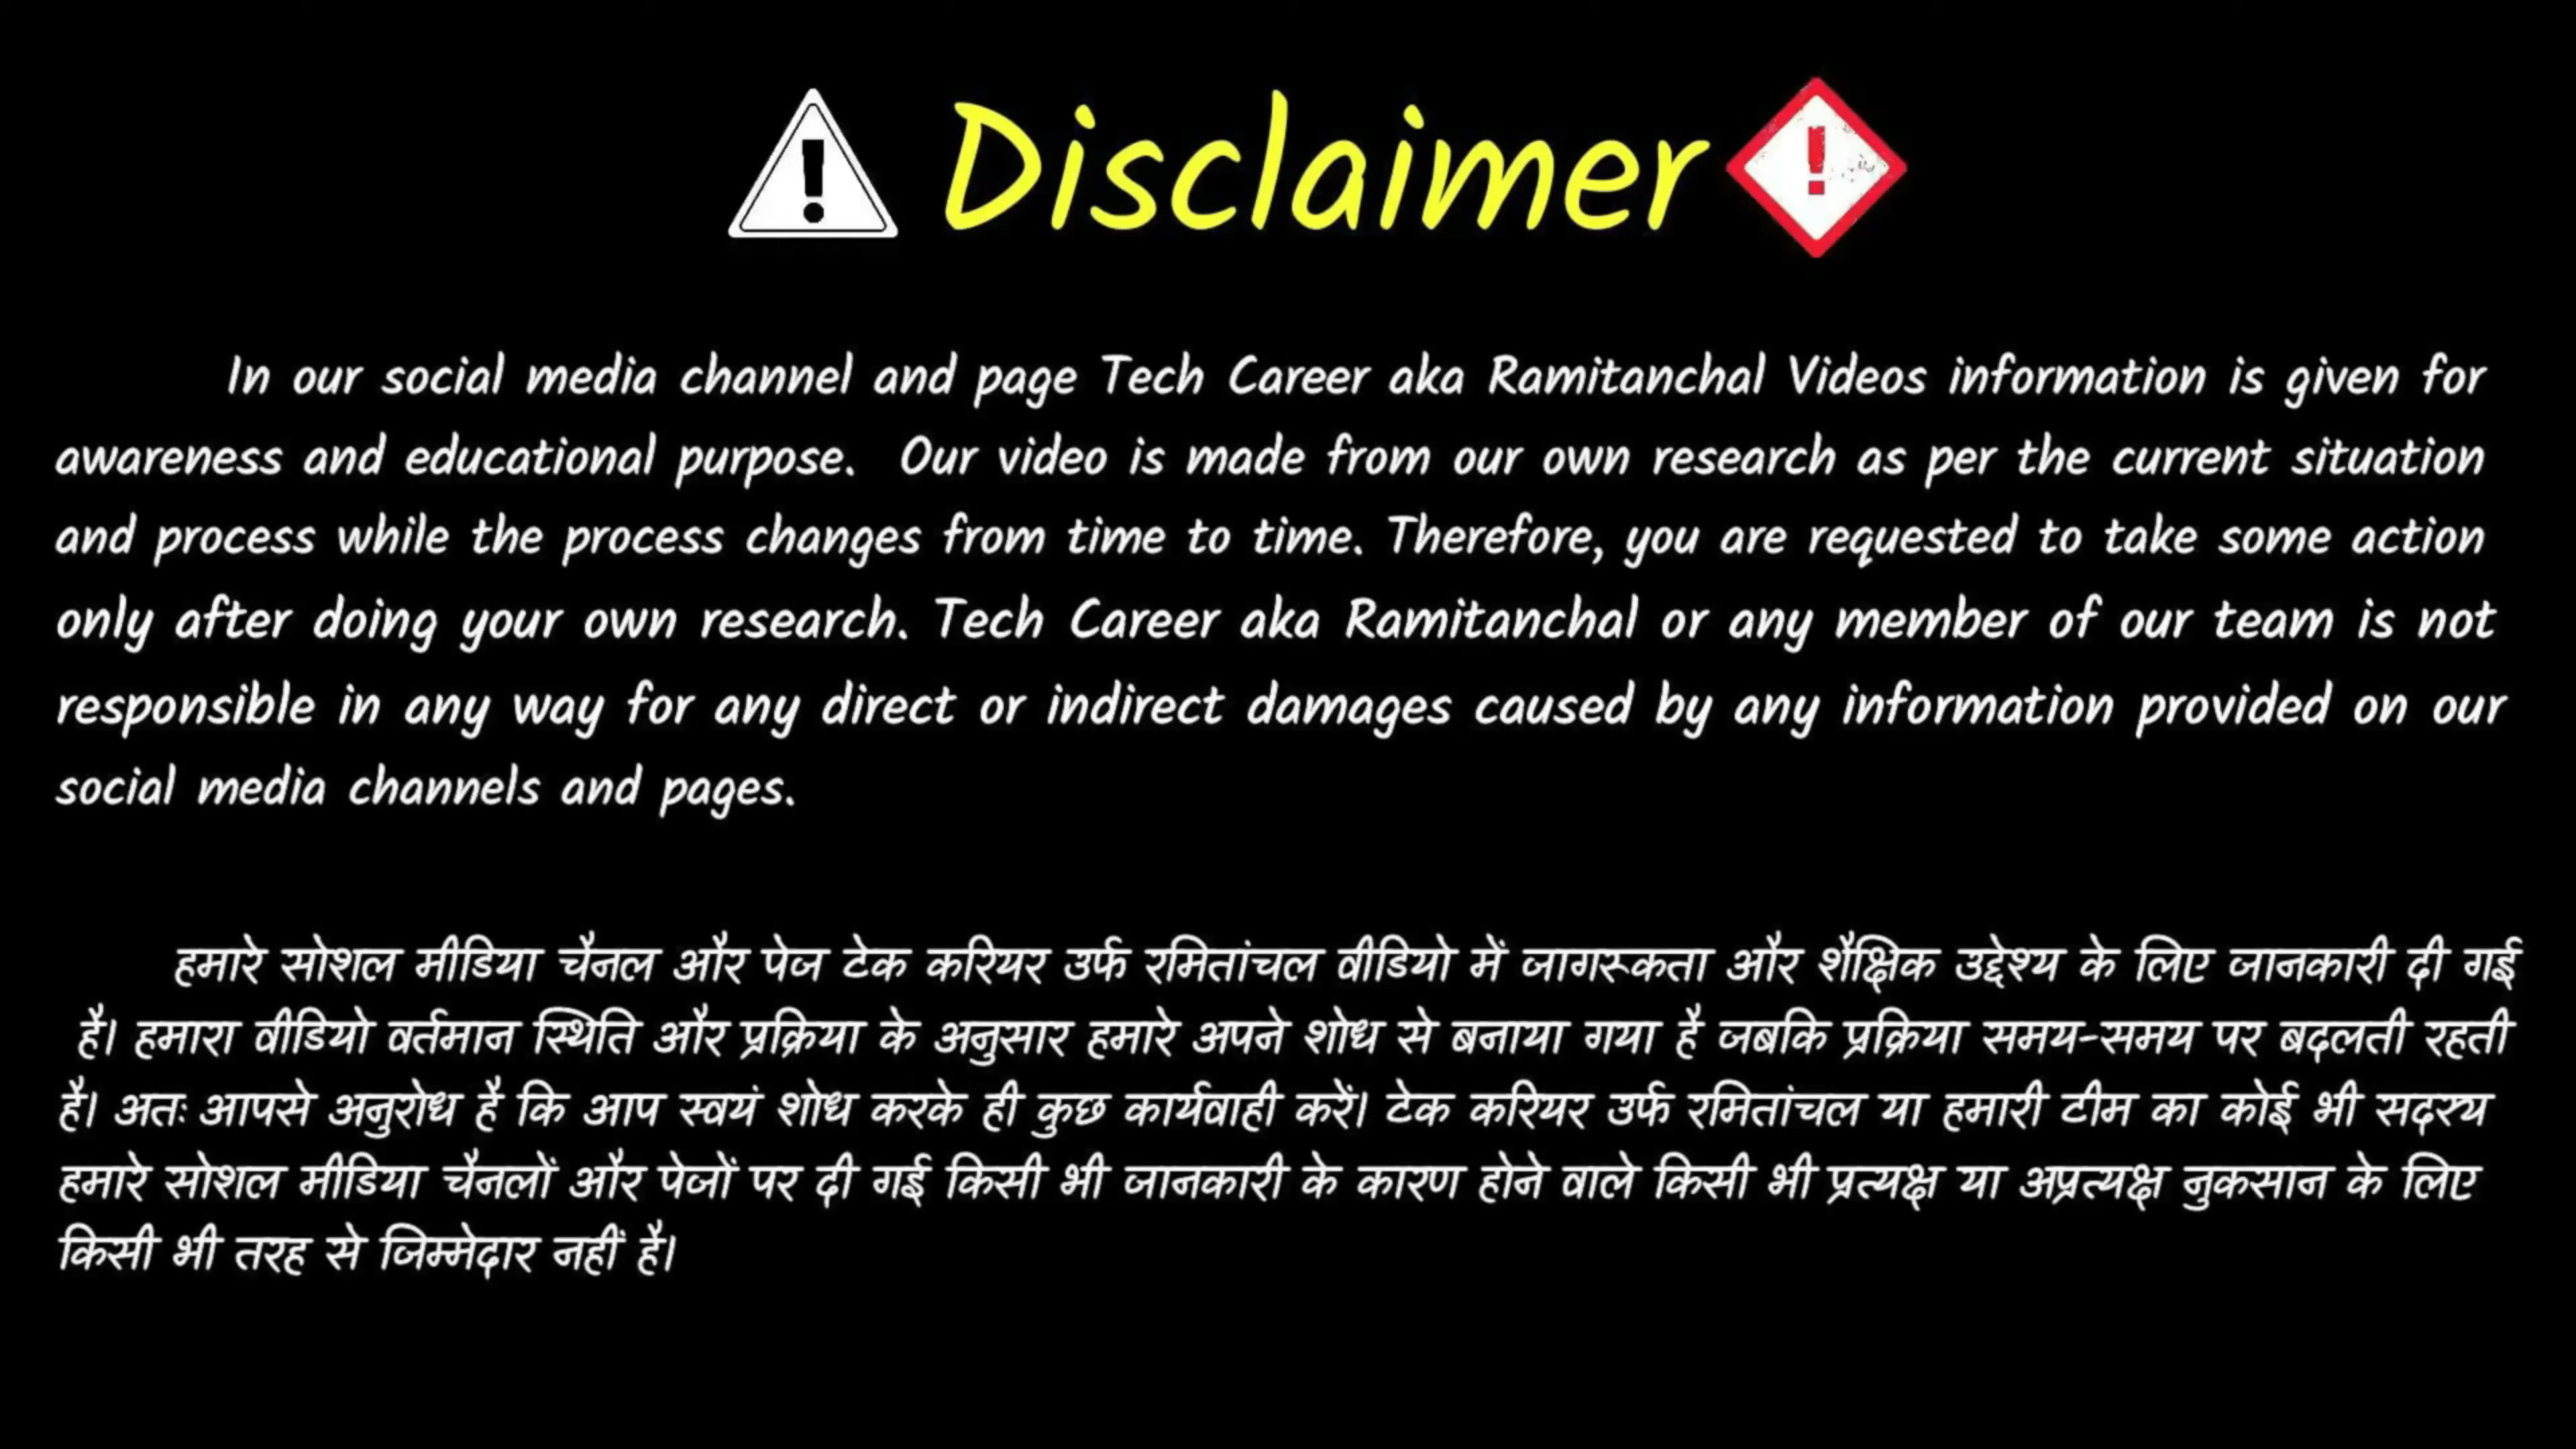 Disclaimer
In our social media channel and page Tech Career aka Ramitanchal Videos information is given for
awareness and educational purpose. Our video is made from our own research as per the current situation
and process while the process changes from time to time. Therefore, you are requested to take some action
only after doing your own research. Tech Career aka Ramitanchal or any member of our team is not
responsible in any way for any direct or indirect damages caused by any information provided on our
social media channels and pages.
हमारे सोशल मीडिया चैनल और पेज टेक करियर उर्फ रमितांचल वीडियो में जागरूकता और शैक्षिक उद्देश्य के लिए जानकारी दी गई
है। हमारा वीडियो वर्तमान स्थिति और प्रक्रिया के अनुसार हमारे अपने शोध से बनाया गया है जबकि प्रक्रिया समय-समय पर बदलती रहती
है। अतः आपसे अनुरोध है कि आप स्वयं शोध करके ही कुछ कार्यवाही करें। टेक करियर उर्फ रमितांचल या हमारी टीम का कोई भी सदस्य
हमारे सोशल मीडिया चैनलों और पेजों पर दी गई किसी भी जानकारी के कारण होने वाले किसी भी प्रत्यक्ष या अप्रत्यक्ष नुकसान के लिए
किसी भी तरह से जिम्मेदार नहीं है।